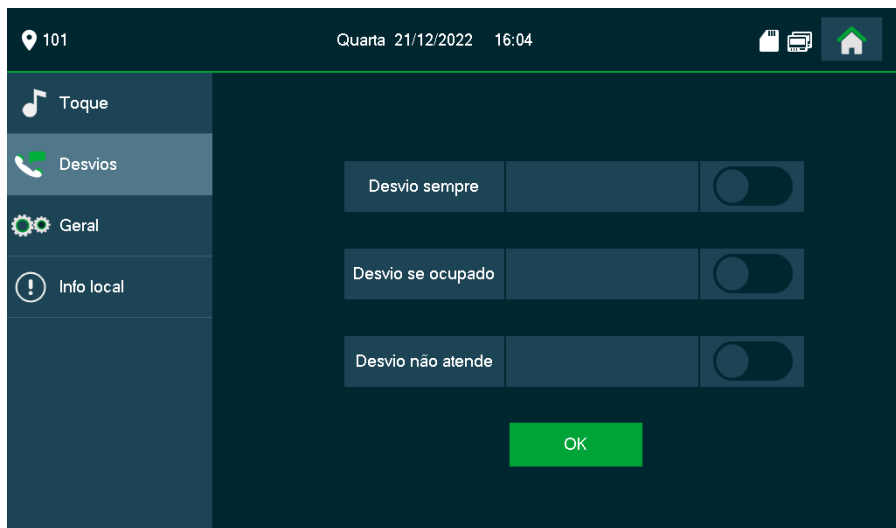 101
Quarta 21/12/2022 16:04
Toque
Desvios
Geral
Info local
Desvio sempre
Desvio se ocupado
Desvio não atende
OK